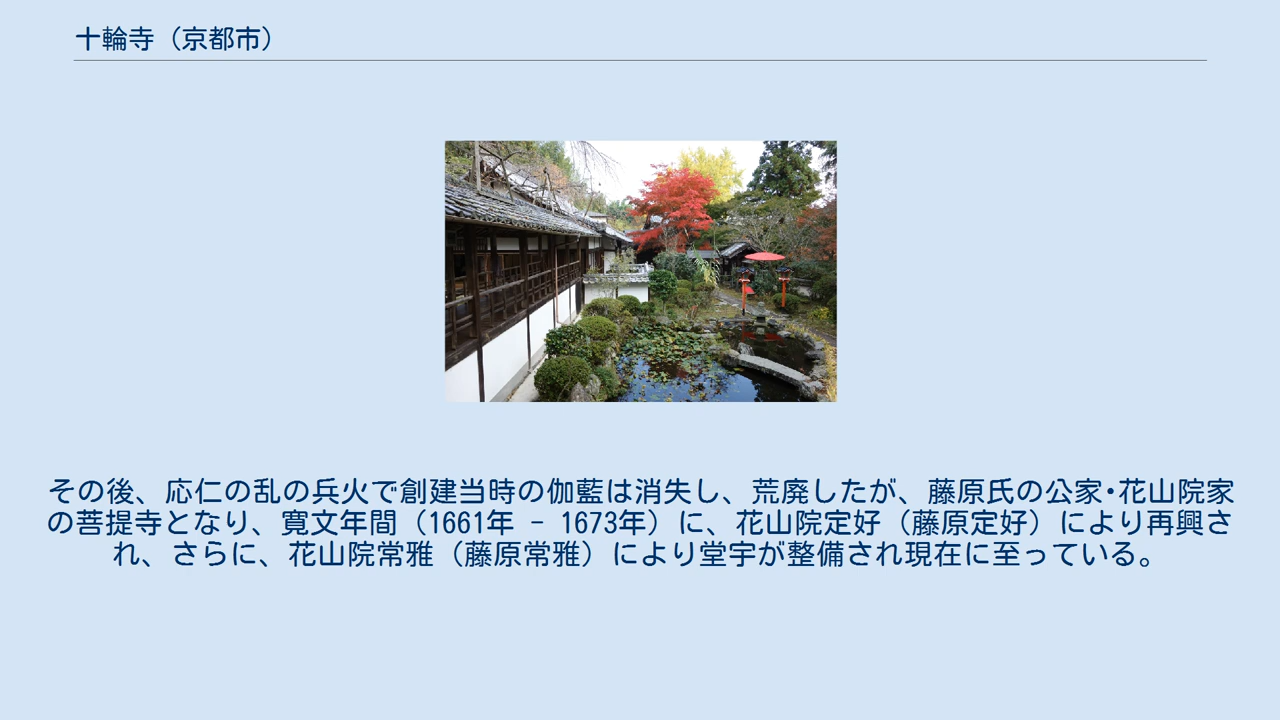 十輪寺（京都市）
その後、応仁の乱の兵火で創建当時の伽藍は消失し、荒廃したが、藤原氏の公家･花山院家
の菩提寺となり、寛文年間（1661年 - 1673年）に、花山院定好（藤原定好）により再興さ
れ、さらに、花山院常雅（藤原常雅）により堂宇が整備され現在に至っている。